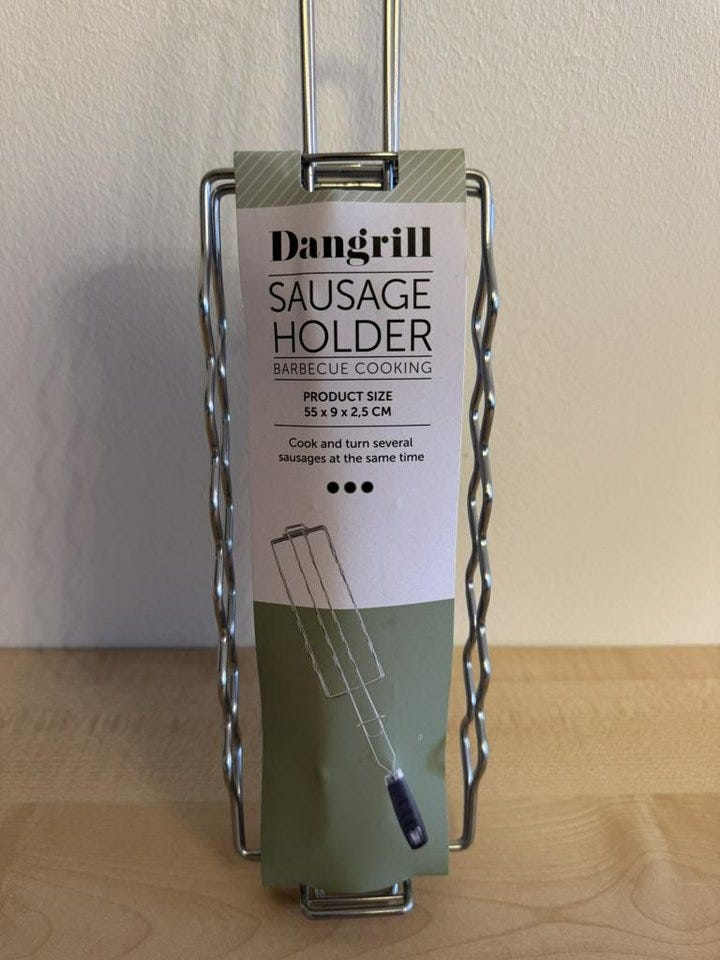 Dangrill
SAUSAGE
HOLDER
BARBECUE COOKING
PRODUCT SIZE
55 x 9 x 2,5 CM
Cook and turn several
sausages at the same time